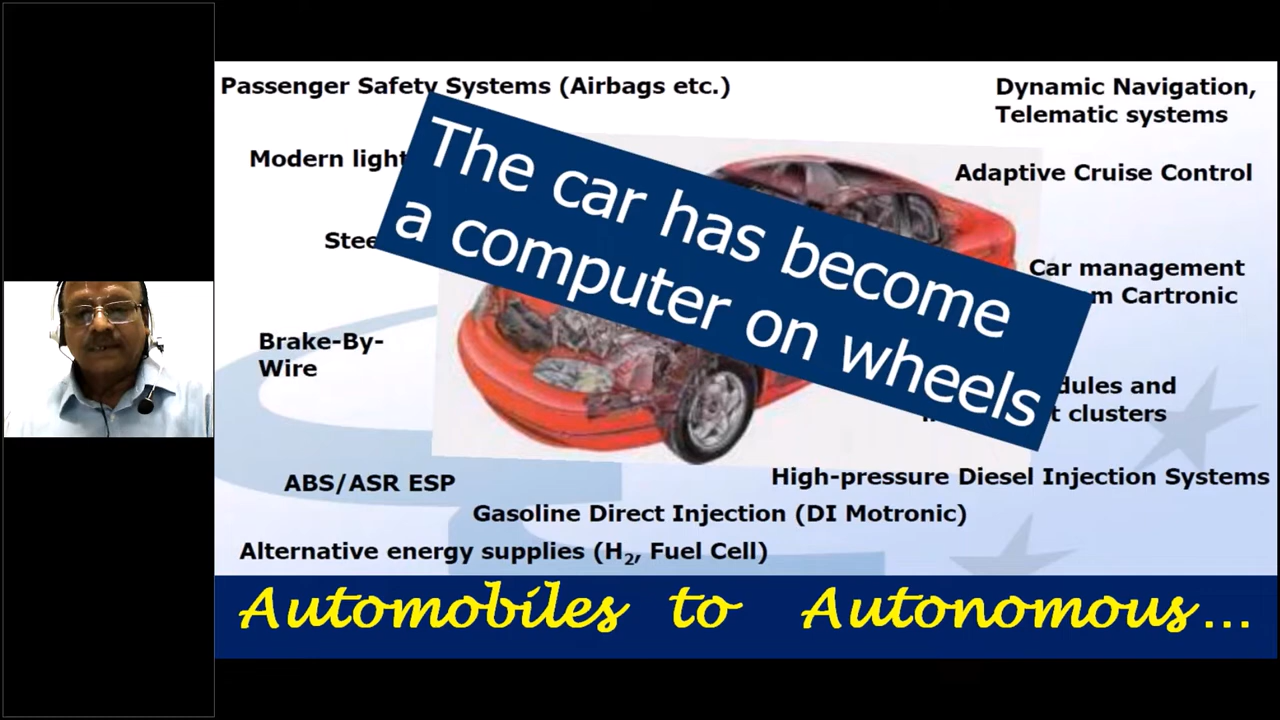 Passenger Safety Systems (Airbags etc.)
Dynamic Navigation,
Telematic systems
Modern light
Adaptive Cruise Control
The car has become
a computer on wheels
Car management
Cartronic
Brake-By-
Wire
and
clusters
High-pressure Diesel Injection Systems
ABS/ASR ESP
Gasoline Direct Injection (DI Motronic)
Alternative energy supplies (H₂, Fuel Cell)
Automobiles to Autonomous...